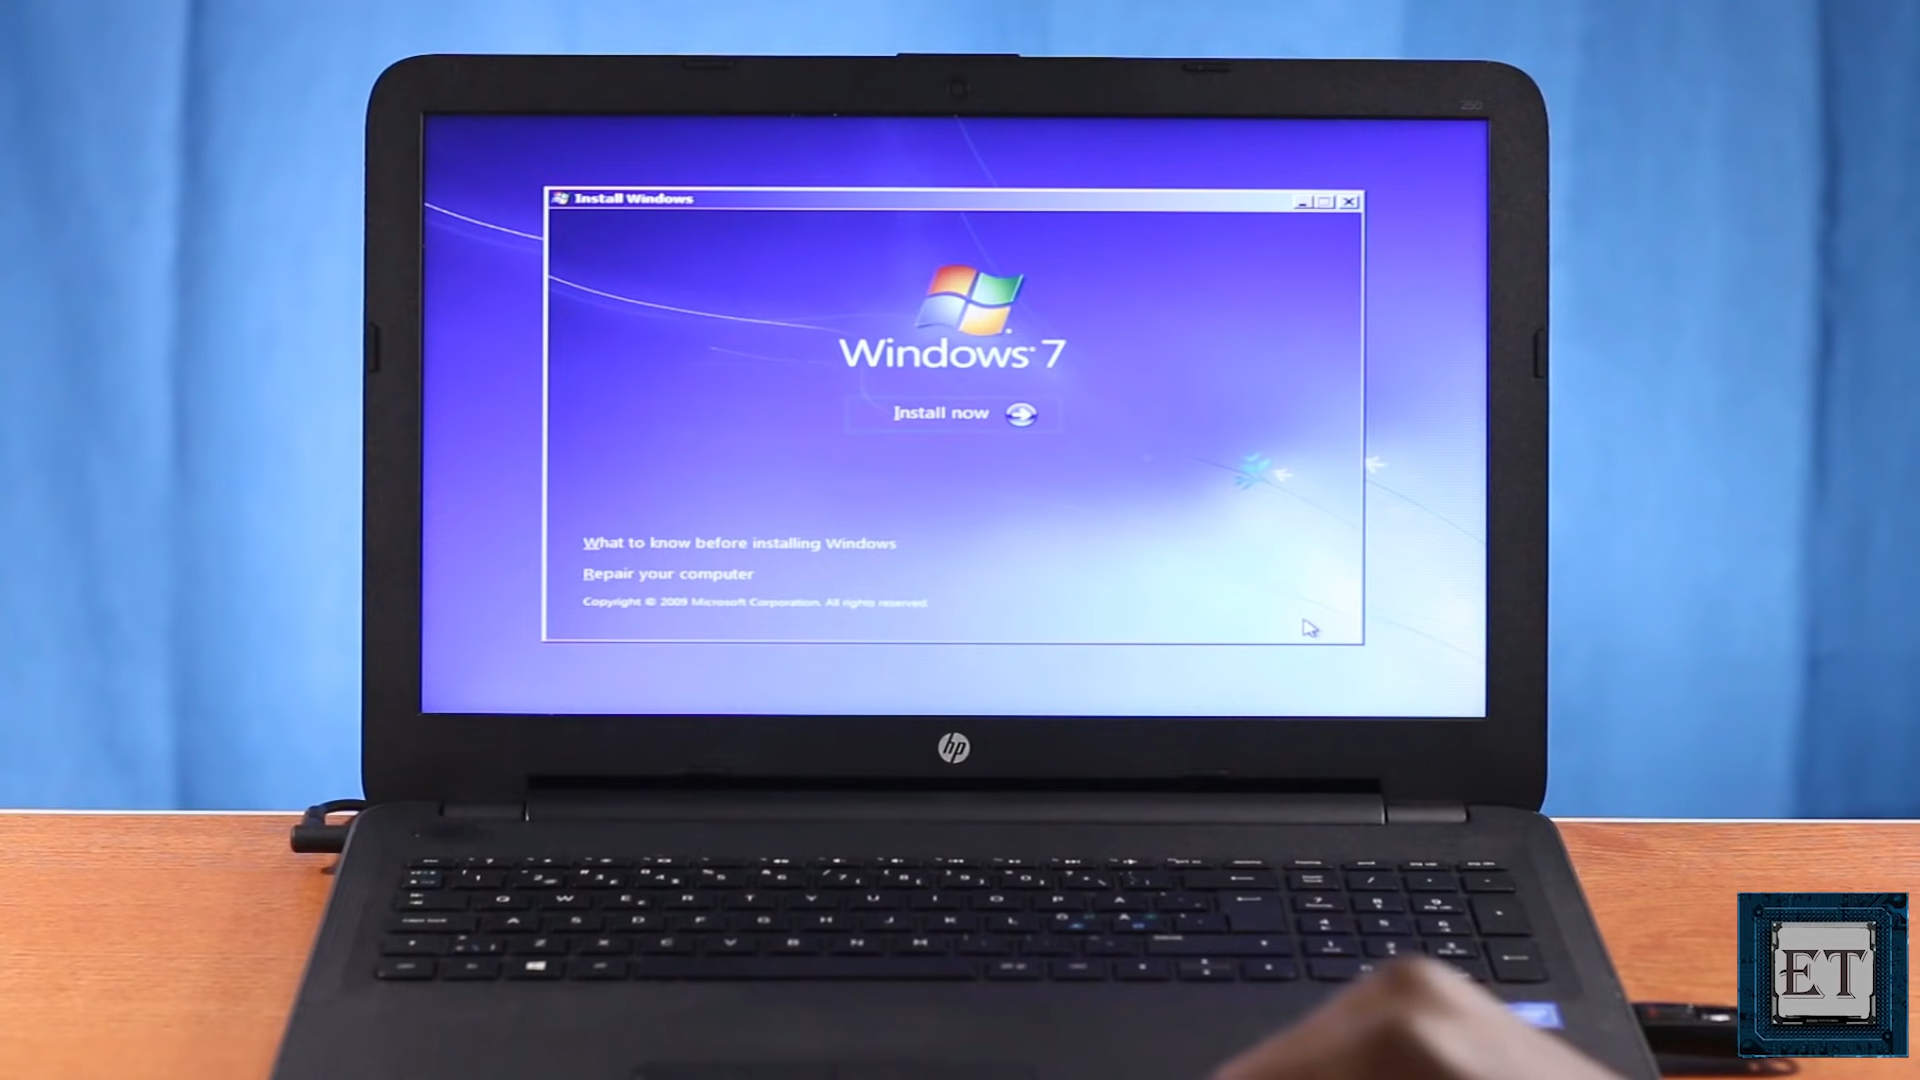 250
Install Windows
Windows 7
Install now
What to know before installing Windows
Repair your computer
Copyright © 2009 Microsoft Corporation. All rights reserved.
hp
Q W E R T Y U I O P Å
A S D F G H J K L
Z X C V B N M
ET